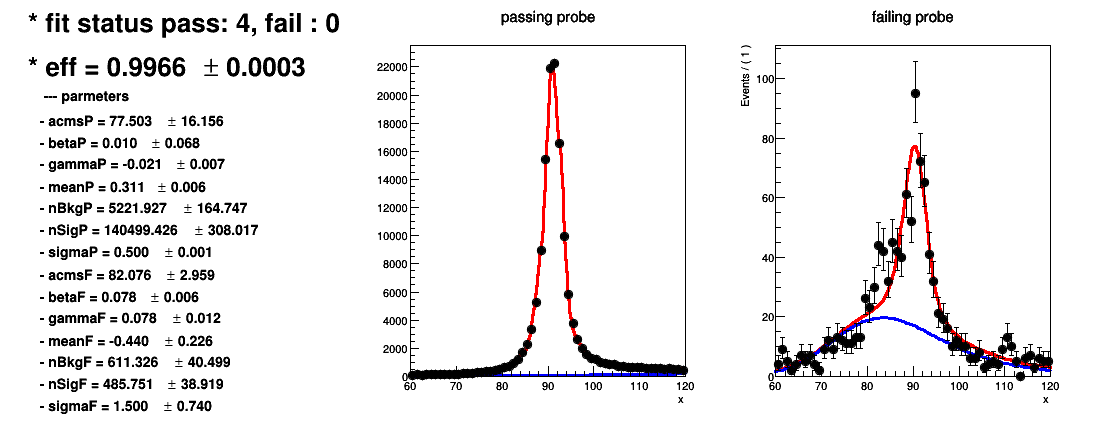 * fit status pass: 4, fail : 0
* eff = 0.9966 ± 0.0003
--- parmeters
- acmsP = 77.503 ± 16.156
- betaP = 0.010 ± 0.068
- gammaP = -0.021 ± 0.007
- meanP = 0.311 ± 0.006
- nBkgP = 5221.927 ± 164.747
- nSigP = 140499.426 ± 308.017
- sigmaP = 0.500 ± 0.001
- acmsF = 82.076 ± 2.959
- betaF = 0.078 ± 0.006
- gammaF = 0.078 ± 0.012
- meanF = -0.440 ± 0.226
- nBkgF = 611.326 ± 40.499
- nSigF = 485.751 ± 38.919
- sigmaF = 1.500 ± 0.740
passing probe
22000
20000
18000
16000
14000
12000
10000
8000
6000
4000
2000
0
60 70 80 90 100 110 120
x
failing probe
Events / ( 1 )
100
80
60
40
20
0
60 70 80 90 100 110 120
x